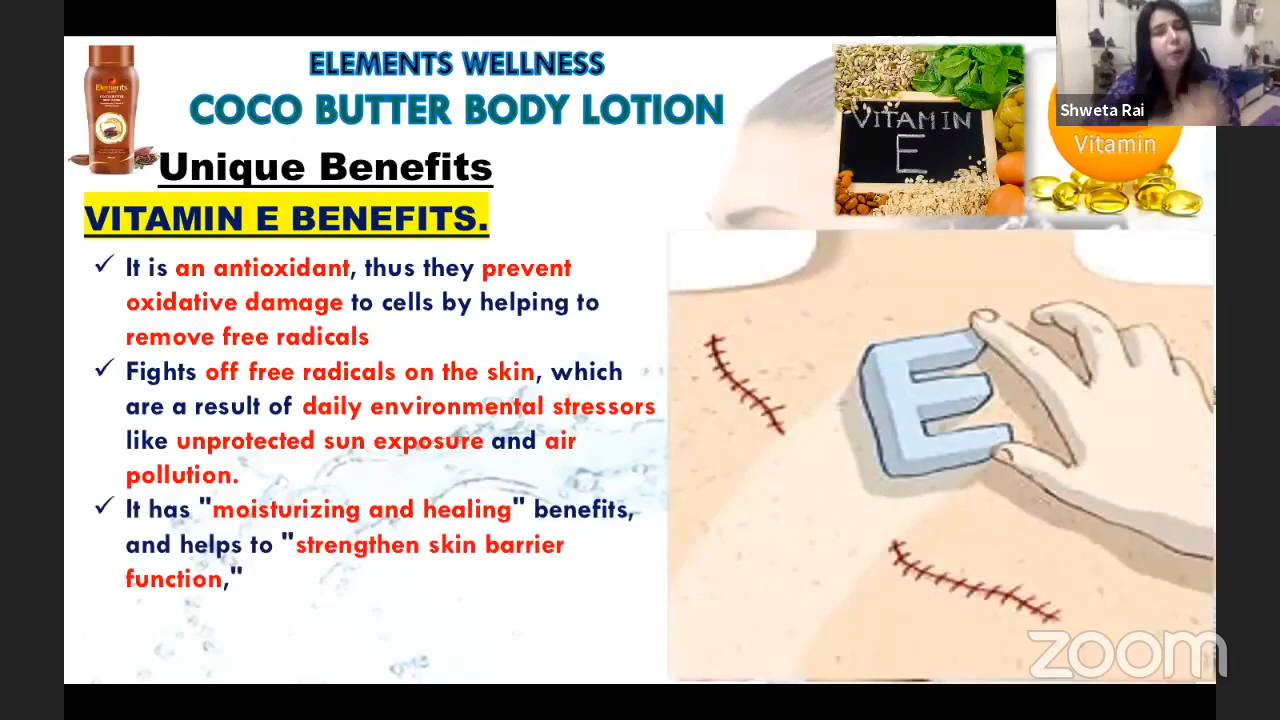 ELEMENTS WELLNESS
COCO BUTTER BODY LOTION
Elements
Unique Benefits
VITAMIN E BENEFITS.
VITAMIN
E
Shweta Rai
Vitamin
✓ It is an antioxidant, thus they prevent
oxidative damage to cells by helping to
remove free radicals
✓ Fights off free radicals on the skin, which
are a result of daily environmental stressors
like unprotected sun exposure and air
pollution.
✓ It has "moisturizing and healing" benefits,
and helps to "strengthen skin barrier
function,"
E
zoom